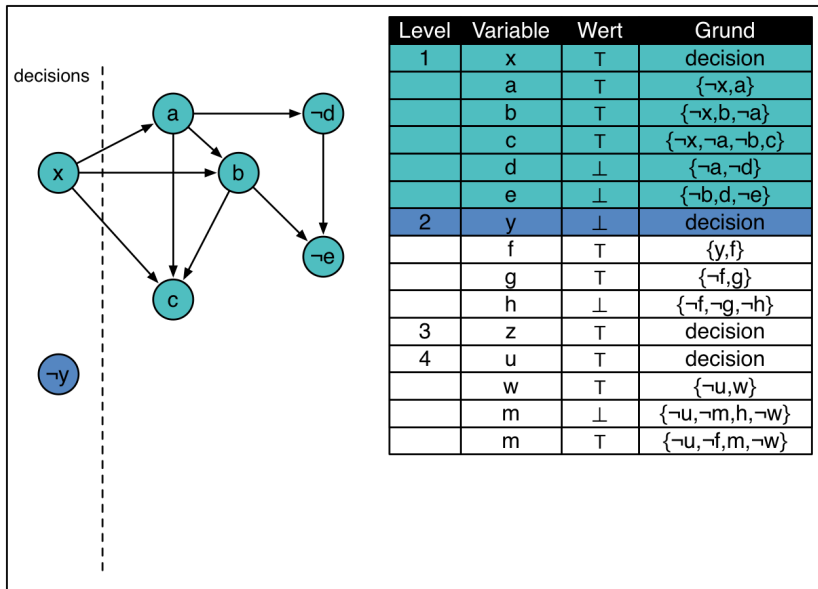 decisions
a
¬d
x
b
¬e
c
¬y
Level Variable Wert Grund
1 x ⊤ decision
a ⊤ {¬x,a}
b ⊤ {¬x,b,¬a}
c ⊤ {¬x,¬a,¬b,c}
d ⊥ {¬a,¬d}
e ⊥ {¬b,d,¬e}
2 y ⊥ decision
f ⊤ {y,f}
g ⊤ {¬f,g}
h ⊥ {¬f,¬g,¬h}
3 z ⊤ decision
4 u ⊤ decision
w ⊤ {¬u,w}
m ⊥ {¬u,¬m,h,¬w}
m ⊤ {¬u,¬f,m,¬w}